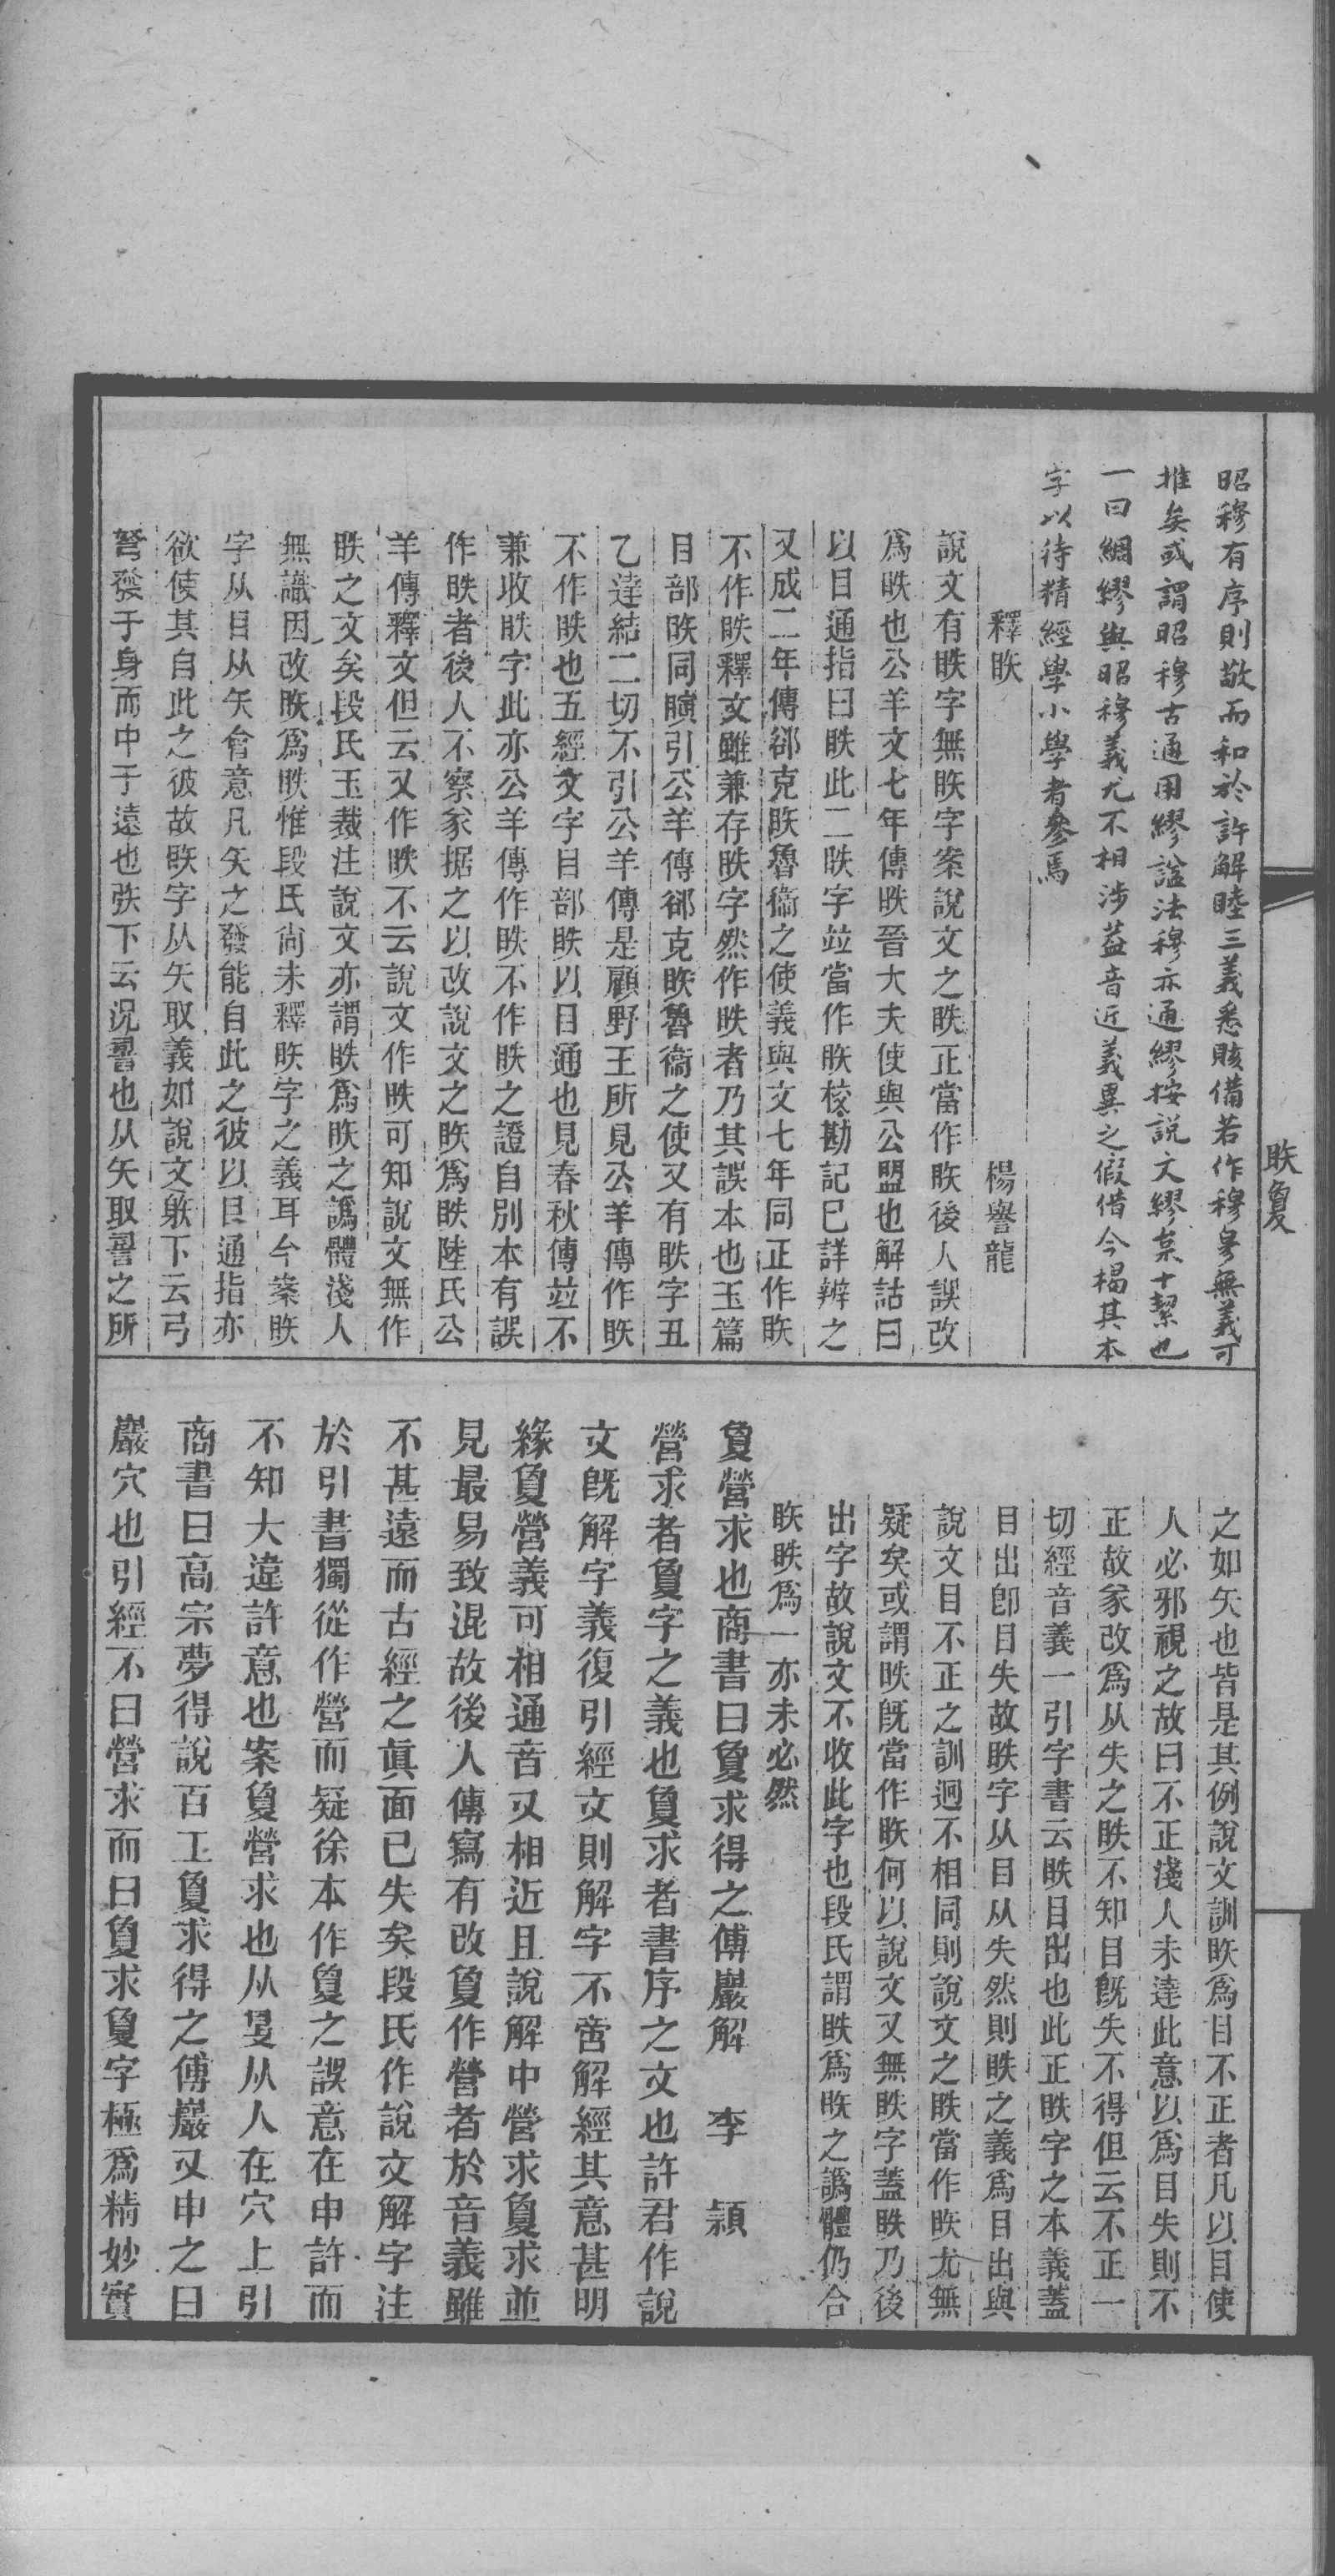 昭穆有序則敬而和於許解睦三義悉賅備若作穆㒵無義可
推矣或謂昭穆古通用繆諡法穆亦通繆按說文繆枲十絜也
一曰綢繆與昭穆義尤不相涉葢音近義異之假借今楬其本
字以待精經學小學者參焉
釋䀢　楊譽龍
說文有眣字無䀢字案說文之眣正當作䀢後人誤改
爲眣也公羊文七年傳眣晉大夫使與公盟也解詁曰
以目通指曰眣此二眣字竝當作䀢校勘記已詳辨之
又成二年傳郤克䀢魯衞之使義與文七年同正作䀢
不作眣釋文雖兼存眣字然作眣者乃其誤本也玉篇
目部䀢同瞚引公羊傳郤克䀢魯衞之使又有眣字丑
乙達結二切不引公羊傳是顧野王所見公羊傳作䀢
不作眣也五經文字目部䀢以目通也見春秋傳竝不
兼收眣字此亦公羊傳作䀢不作眣之證自別本有誤
作眣者後人不察家据之以改說文之䀢爲眣陸氏公
羊傳釋文但云又作眣不云說文作眣可知說文無作
眣之文矣段氏玉裁注說文亦謂眣爲䀢之譌體淺人
無識因改䀢爲眣惟段氏尙未釋䀢字之義耳今案䀢
字从目从矢會意凡矢之發能自此之彼以目通指亦
欲使其自此之彼故䀢字从矢取義如說文躲下云弓
弩發于身而中于遠也矤下云況䛐也从矢取䛐之所
之如矢也皆是其例說文訓䀢爲目不正者凡以目使
人必邪視之故曰不正淺人未達此意以爲目失則不
正故家改爲从失之眣不知目旣失不得但云不正一
切經音義一引字書云眣目出也此正眣字之本義蓋
目出卽目失故眣字从目从失然則眣之義爲目出與
說文目不正之訓迥不相同則說文之眣當作䀢尤無
疑矣或謂眣旣當作䀢何以說文又無眣字蓋眣乃後
出字故說文不收此字也段氏謂眣爲䀢之譌體仍合
䀢眣爲一亦未必然
敻營求也商書曰敻求得之傅巖解　李　穎
營求者敻字之義也敻求者書序之文也許君作說
文旣解字義復引經文則解字不啻解經其意甚明
緣敻營義可相通音又相近且說解中營求敻求並
見最易致混故後人傳寫有改敻作營者於音義雖
不甚遠而古經之眞面已失矣段氏作說文解字注
於引書獨從作營而疑徐本作敻之誤意在申許而
不知大違許意也案敻營求也从𡕥从人在穴上引
商書曰高宗夢得說百工敻求得之傅巖又申之曰
巖穴也引經不曰營求而曰敻求敻字極爲精妙實
䀢敻